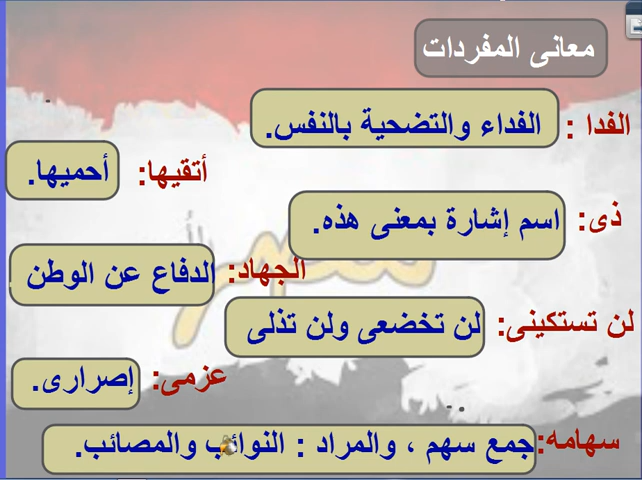 معانى المفردات
الفدا : الفداء والتضحية بالنفس.
أتقيها: أحميها.
ذى: اسم إشارة بمعنى هذه.
الجهاد: الدفاع عن الوطن
لن تستكينى: لن تخضعى ولن تذلى
عزمى: إصرارى.
سهامه: جمع سهم ، والمراد : النوائب والمصائب.
مصر